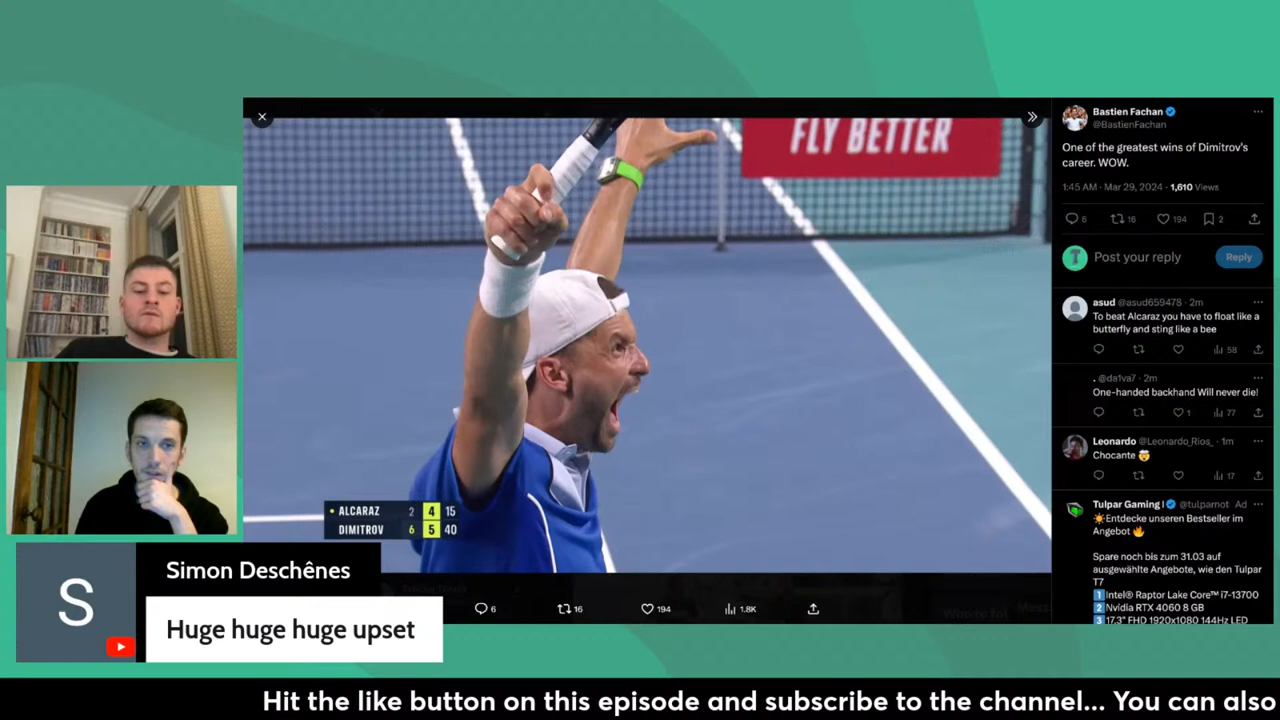 FLY BETTER
ALCARAZ 2 4 15
DIMITROV 6 5 40
6 16 194 1.8K
Bastien Fachan
@BastienFachan
One of the greatest wins of Dimitrov's
career. WOW.
1:45 AM · Mar 29, 2024 · 1,610 Views
6 16 194 2
T Post your reply Reply
asud @asud659478 · 2m
To beat Alcaraz you have to float like a
butterfly and sting like a bee
58
. @da1va7 · 2m
One-handed backhand Will never die!
1 77
Leonardo @Leonardo_Rios_ · 1m
Chocante 🤯
17
Tulpar Gaming | @tulparnot Ad
☀️Entdecke unseren Bestseller im
Angebot🔥
Spare noch bis zum 31.03 auf
ausgewählte Angebote, wie den Tulpar
T7
1 Intel® Raptor Lake Core™ i7-13700
2 Nvidia RTX 4060 8 GB
3 17.3" FHD 1920x1080 144Hz LED
S
Simon Deschênes
Huge huge huge upset
Hit the like button on this episode and subscribe to the channel... You can also